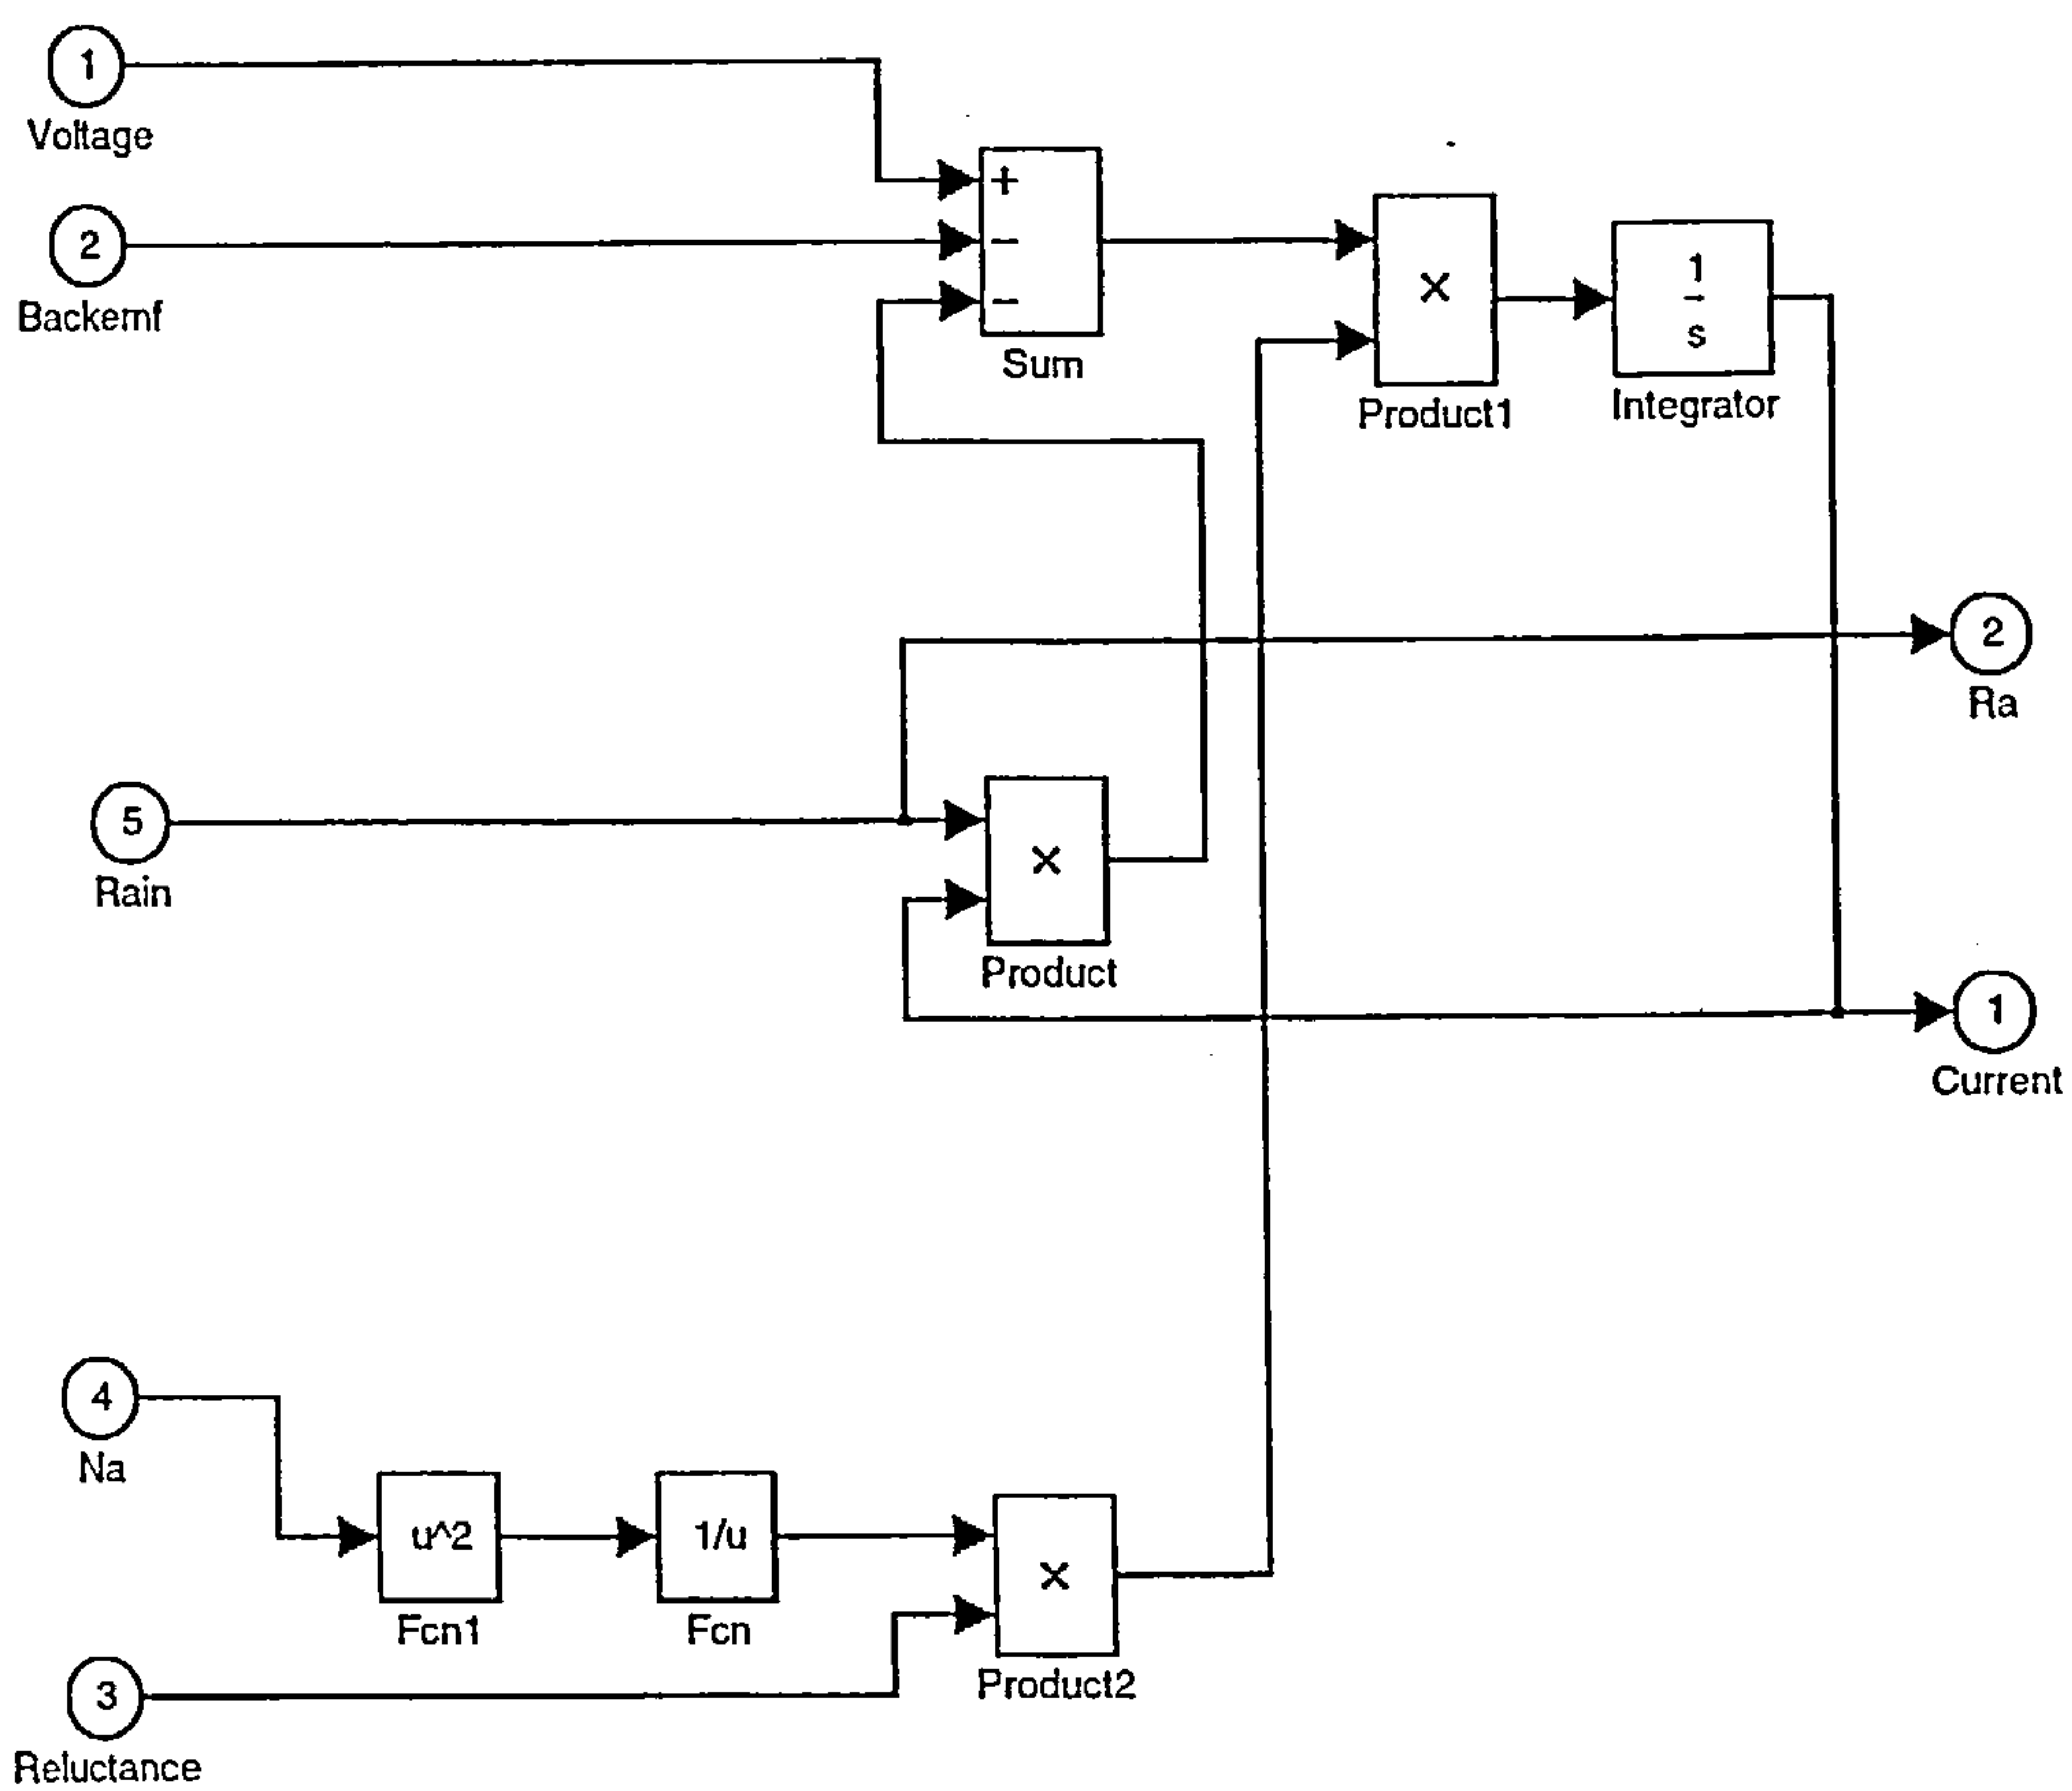 1
Voltage
2
Backemf
+
−
−
Sum
×
Product1
1
s
Integrator
2
Ra
5
Rain
×
Product
1
Current
4
Na
u^2
Fcn1
1/u
Fcn
×
Product2
3
Reluctance